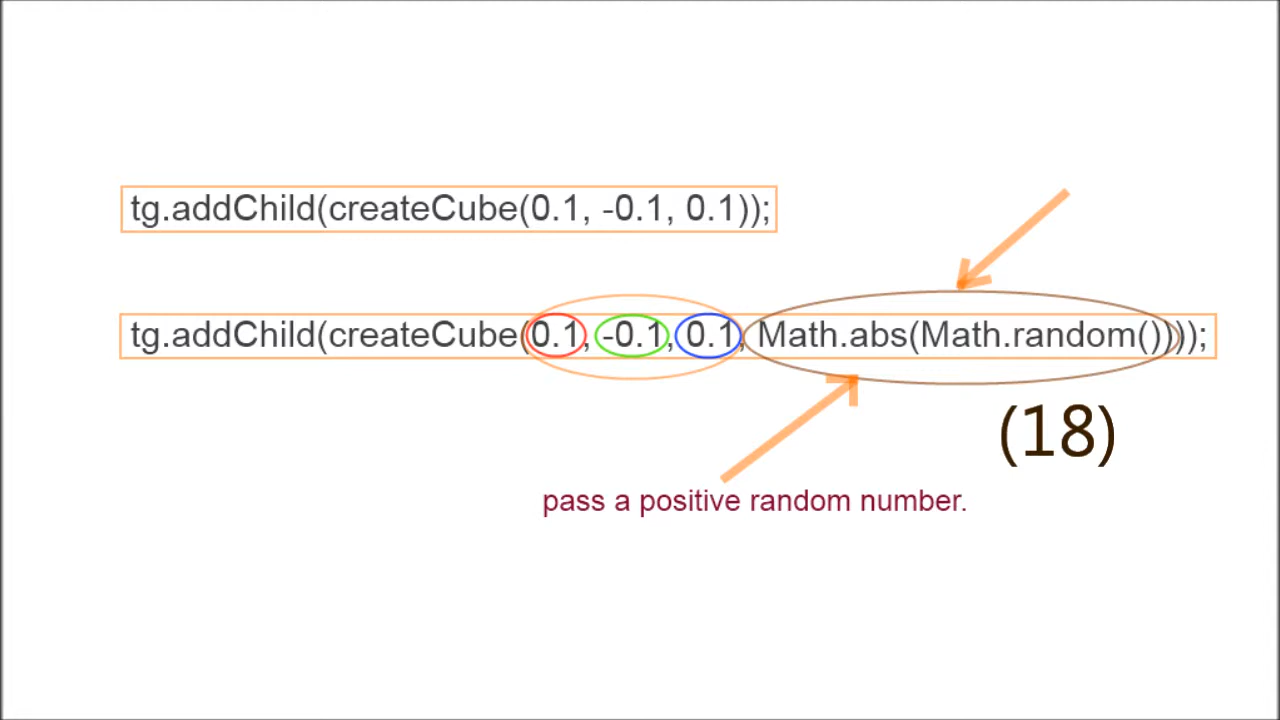 tg.addChild(createCube(0.1, -0.1, 0.1));
tg.addChild(createCube(0.1, -0.1, 0.1, Math.abs(Math.random())));
(18)
pass a positive random number.